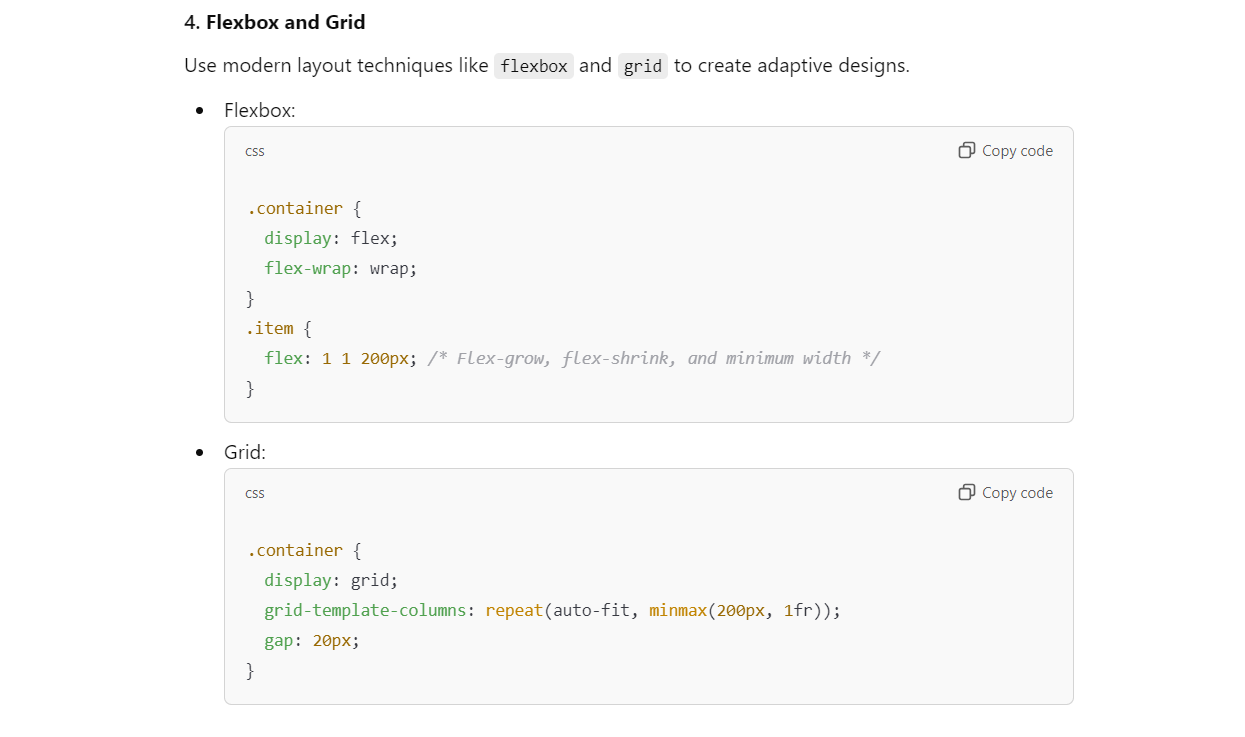 4. Flexbox and Grid
Use modern layout techniques like flexbox and grid to create adaptive designs.
• Flexbox:
css Copy code
.container {
  display: flex;
  flex-wrap: wrap;
}
.item {
  flex: 1 1 200px; /* Flex-grow, flex-shrink, and minimum width */
}
• Grid:
css Copy code
.container {
  display: grid;
  grid-template-columns: repeat(auto-fit, minmax(200px, 1fr));
  gap: 20px;
}